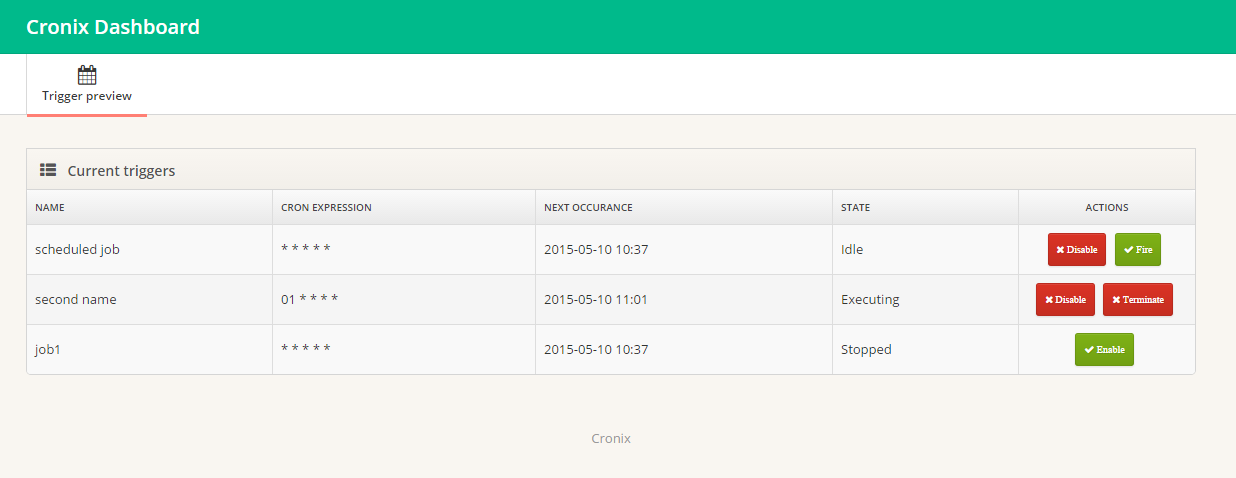 Cronix Dashboard
Trigger preview
Current triggers
NAME CRON EXPRESSION NEXT OCCURANCE STATE ACTIONS
scheduled job * * * * * 2015-05-10 10:37 Idle Disable Fire
second name 01 * * * * 2015-05-10 11:01 Executing Disable Terminate
job1 * * * * * 2015-05-10 10:37 Stopped Enable
Cronix